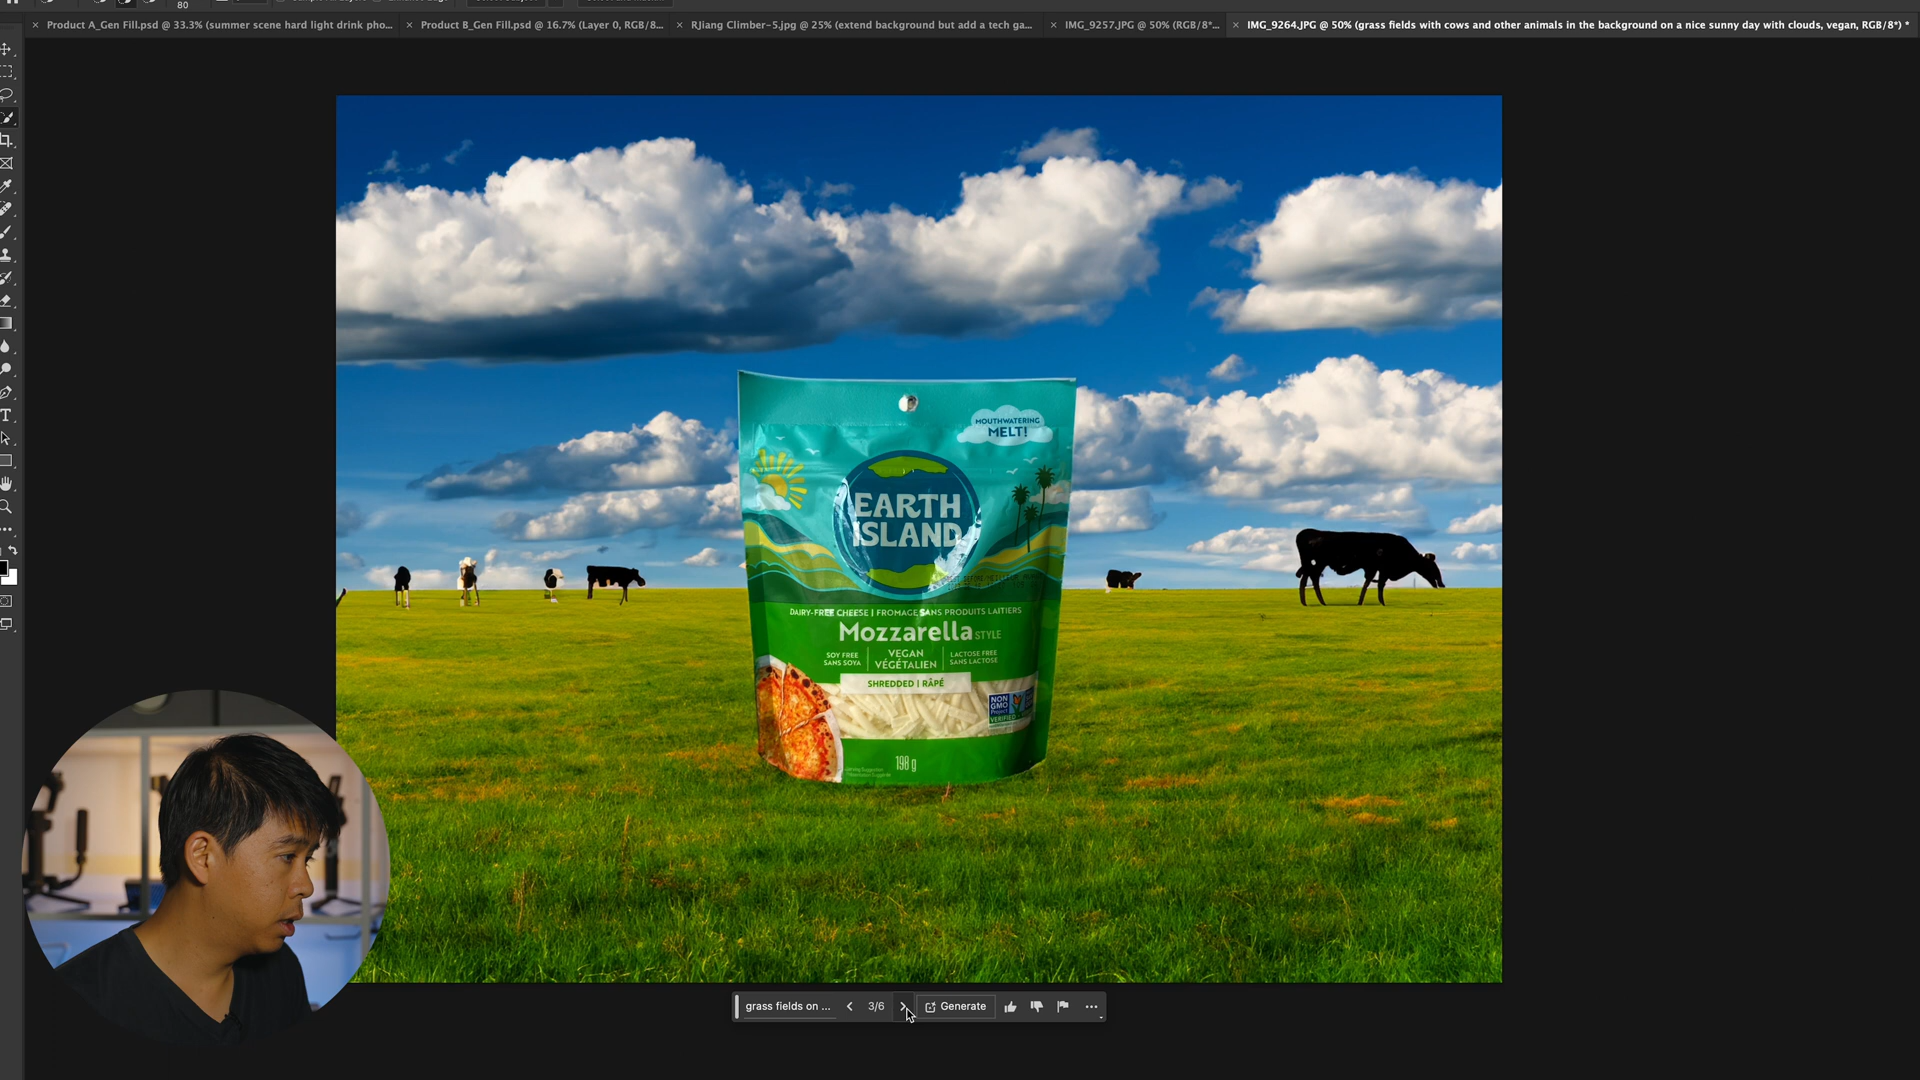 80
Product A_Gen Fill.psd @ 33.3% (summer scene hard light drink pho...
Product B_Gen Fill.psd @ 16.7% (Layer 0, RGB/8...
RJiang Climber-5.jpg @ 25% (extend background but add a tech ga...
IMG_9257.JPG @ 50% (RGB/8*...
IMG_9264.JPG @ 50% (grass fields with cows and other animals in the background on a nice sunny day with clouds, vegan, RGB/8*) *
MOUTHWATERING
MELT!
EARTH
ISLAND
DAIRY-FREE CHEESE | FROMAGE SANS PRODUITS LAITIERS
Mozzarella STYLE
SOY FREE
SANS SOYA
VEGAN
VÉGÉTALIEN
LACTOSE FREE
SANS LACTOSE
SHREDDED | RÂPÉ
NON
GMO
Project
VERIFIED
198 g
grass fields on ...
3/6
Generate